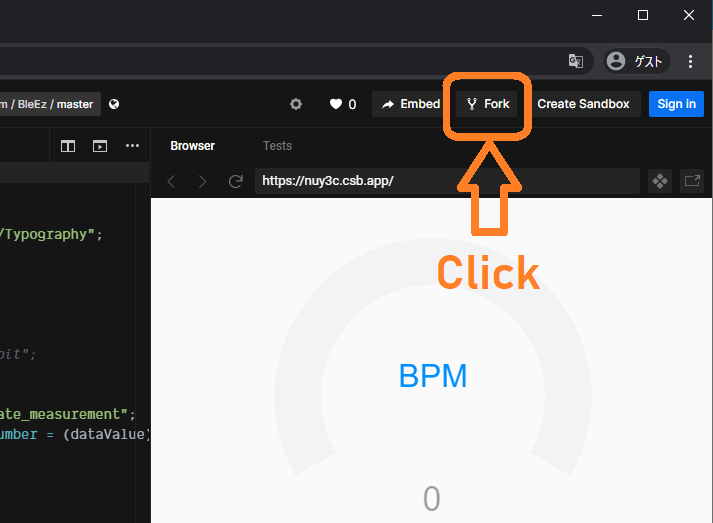 ゲスト
m / BleEz / master
0
Embed
Fork
Create Sandbox
Sign in
Browser
Tests
https://nuy3c.csb.app/
/Typography";
Click
bit";
BPM
ate_measurement";
umber = (dataValue)
0